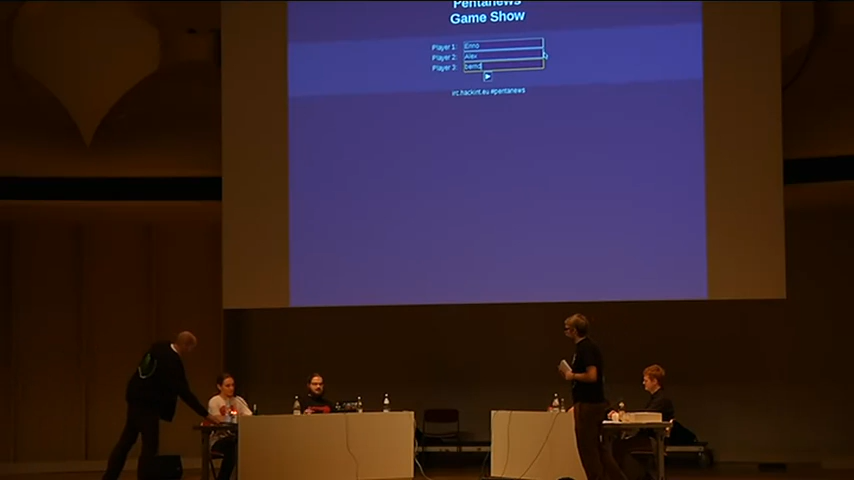 Pentanews
Game Show
Player 1: Enno
Player 2: Alex
Player 3: bernd
irc.hackint.eu #pentanews